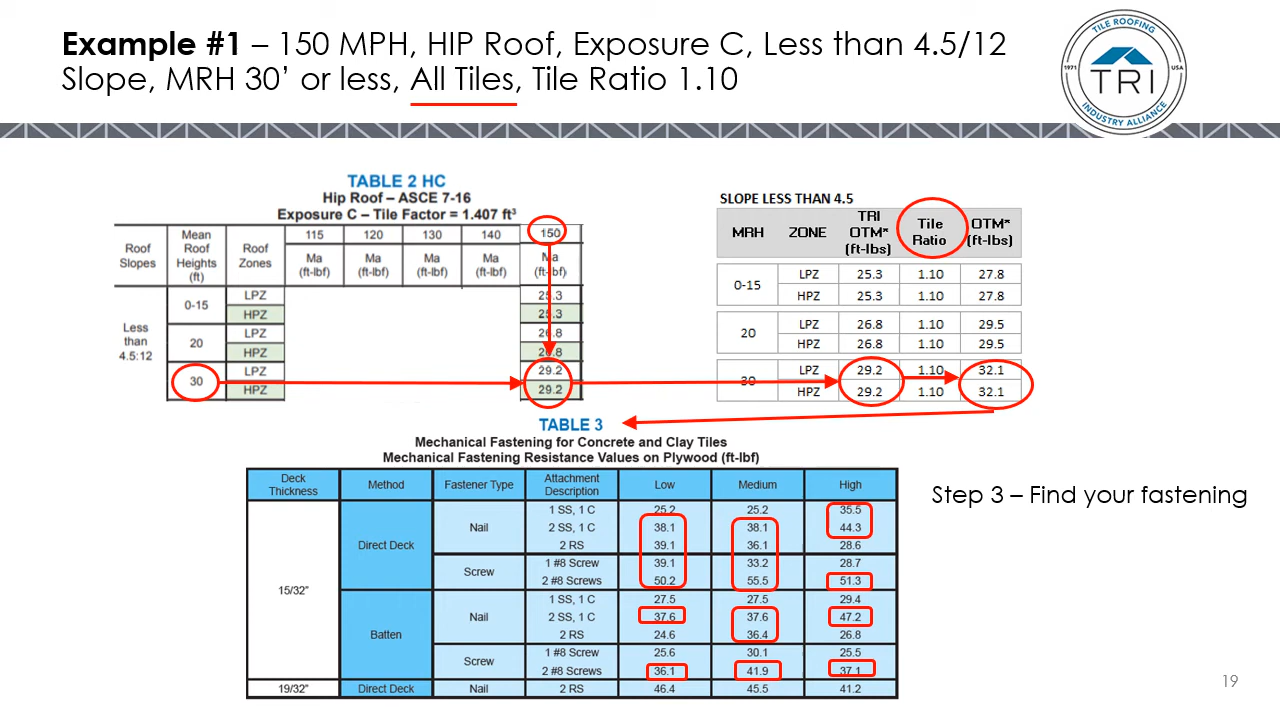 Example #1 – 150 MPH, HIP Roof, Exposure C, Less than 4.5/12
Slope, MRH 30’ or less, All Tiles, Tile Ratio 1.10
TILE ROOFING
1971
USA
TRI
INDUSTRY ALLIANCE
TABLE 2 HC
Hip Roof – ASCE 7-16
Exposure C – Tile Factor = 1.407 ft³
Roof Slopes Mean Roof Heights (ft) Roof Zones 115 120 130 140 150
Ma (ft-lbf) Ma (ft-lbf) Ma (ft-lbf) Ma (ft-lbf) Ma (ft-lbf)
Less than 4.5:12
0-15 LPZ 25.3
HPZ 25.3
20 LPZ 26.8
HPZ 26.8
30 LPZ 29.2
HPZ 29.2
SLOPE LESS THAN 4.5
MRH ZONE TRI OTM* (ft-lbs) Tile Ratio OTM* (ft-lbs)
0-15 LPZ 25.3 1.10 27.8
HPZ 25.3 1.10 27.8
20 LPZ 26.8 1.10 29.5
HPZ 26.8 1.10 29.5
30 LPZ 29.2 1.10 32.1
HPZ 29.2 1.10 32.1
TABLE 3
Mechanical Fastening for Concrete and Clay Tiles
Mechanical Fastening Resistance Values on Plywood (ft-lbf)
Deck Thickness Method Fastener Type Attachment Description Low Medium High
15/32" Direct Deck Nail 1 SS, 1 C 25.2 25.2 35.5
2 SS, 1 C 38.1 38.1 44.3
2 RS 39.1 36.1 28.6
Screw 1 #8 Screw 39.1 33.2 28.7
2 #8 Screws 50.2 55.5 51.3
Batten Nail 1 SS, 1 C 27.5 27.5 29.4
2 SS, 1 C 37.6 37.6 47.2
2 RS 24.6 36.4 26.8
Screw 1 #8 Screw 25.6 30.1 25.5
2 #8 Screws 36.1 41.9 37.1
19/32" Direct Deck Nail 2 RS 46.4 45.5 41.2
Step 3 – Find your fastening
19